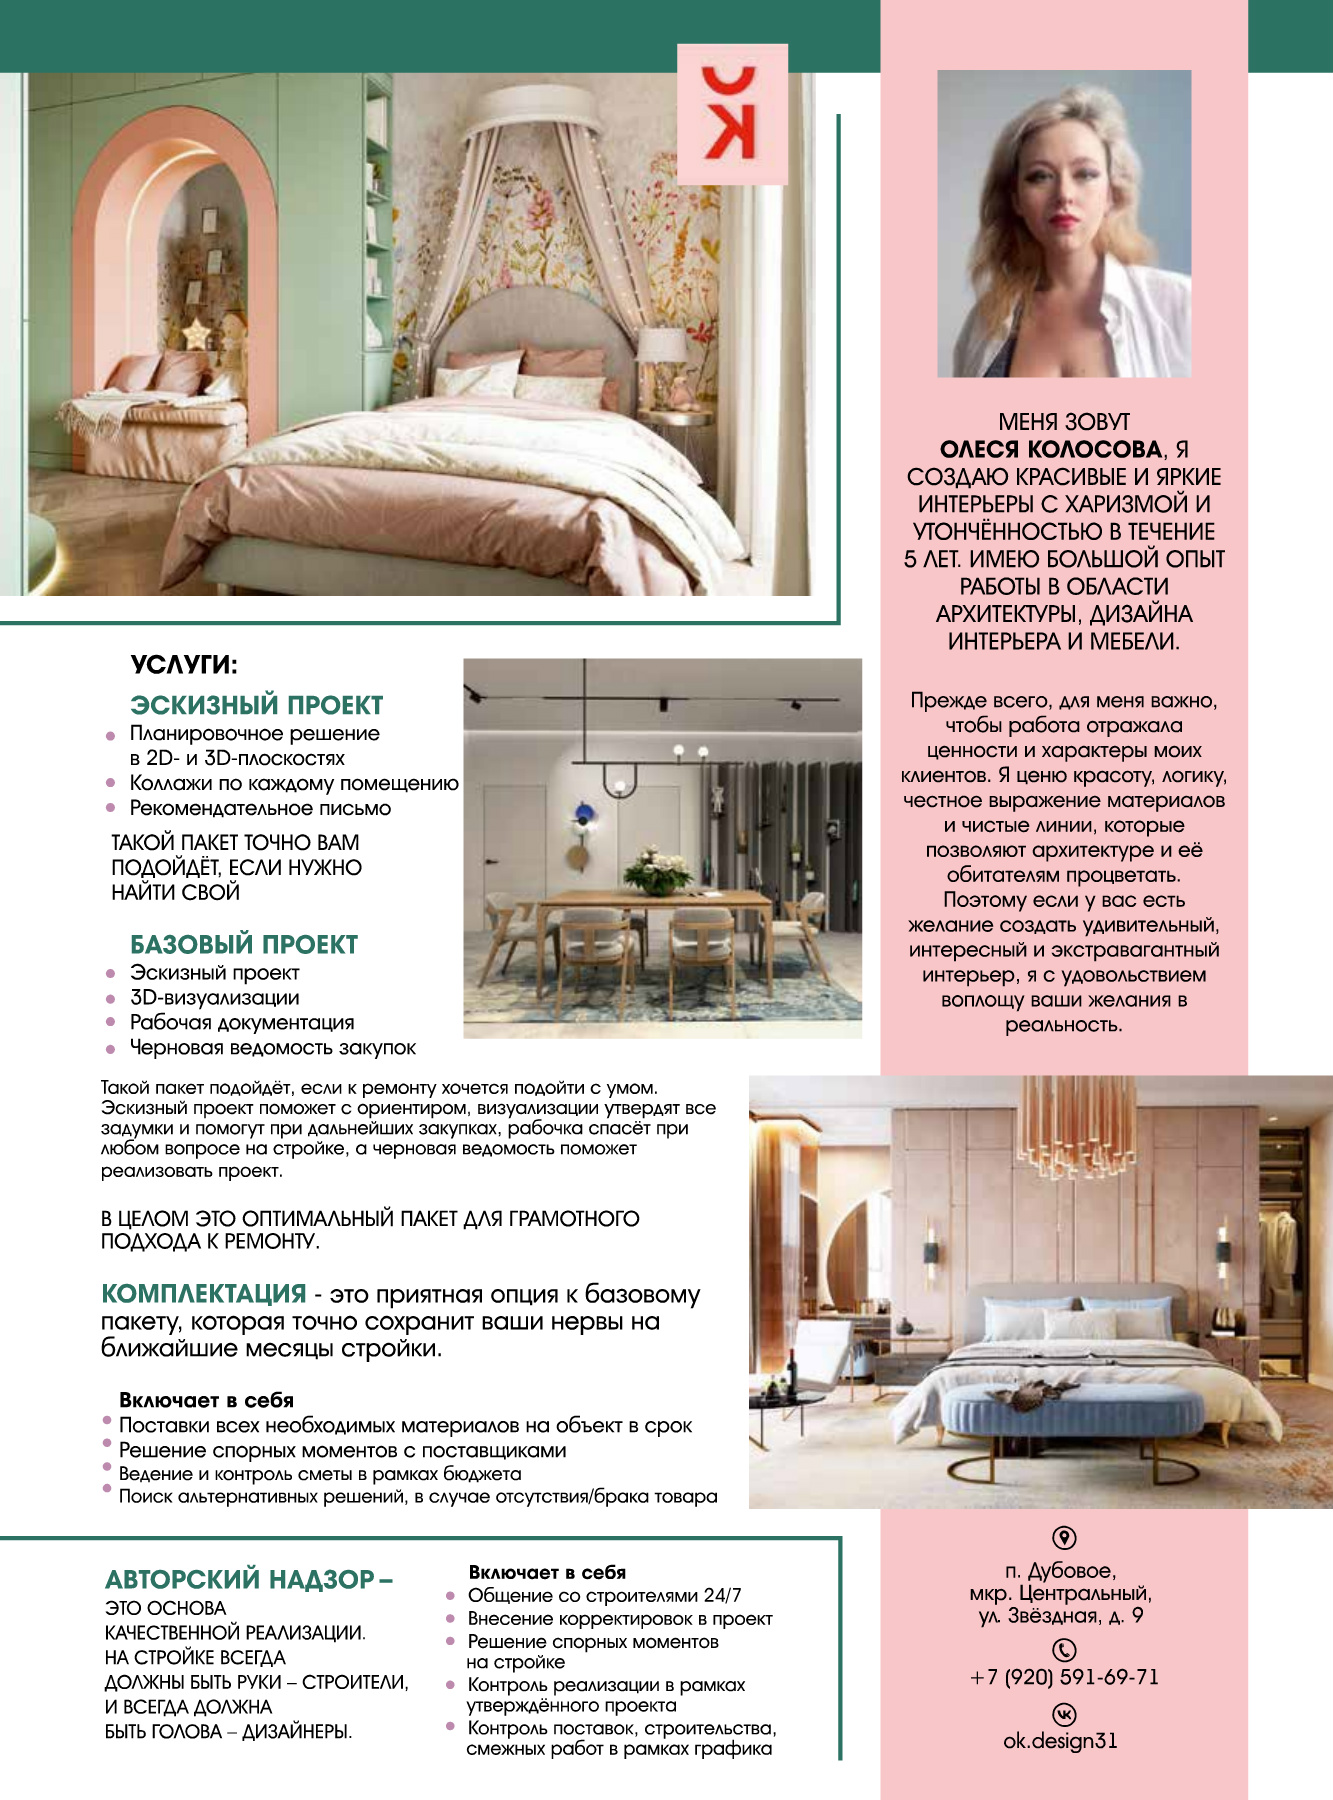 МЕНЯ ЗОВУТ
ОЛЕСЯ КОЛОСОВА, Я
СОЗДАЮ КРАСИВЫЕ И ЯРКИЕ
ИНТЕРЬЕРЫ С ХАРИЗМОЙ И
УТОНЧЁННОСТЬЮ В ТЕЧЕНИЕ
5 ЛЕТ. ИМЕЮ БОЛЬШОЙ ОПЫТ
РАБОТЫ В ОБЛАСТИ
АРХИТЕКТУРЫ, ДИЗАЙНА
ИНТЕРЬЕРА И МЕБЕЛИ.
Прежде всего, для меня важно,
чтобы работа отражала
ценности и характеры моих
клиентов. Я ценю красоту, логику,
честное выражение материалов
и чистые линии, которые
позволяют архитектуре и её
обитателям процветать.
Поэтому если у вас есть
желание создать удивительный,
интересный и экстравагантный
интерьер, я с удовольствием
воплощу ваши желания в
реальность.
УСЛУГИ:
ЭСКИЗНЫЙ ПРОЕКТ
• Планировочное решение
в 2D- и 3D-плоскостях
• Коллажи по каждому помещению
• Рекомендательное письмо
ТАКОЙ ПАКЕТ ТОЧНО ВАМ
ПОДОЙДЁТ, ЕСЛИ НУЖНО
НАЙТИ СВОЙ
БАЗОВЫЙ ПРОЕКТ
• Эскизный проект
• 3D-визуализации
• Рабочая документация
• Черновая ведомость закупок
Такой пакет подойдёт, если к ремонту хочется подойти с умом.
Эскизный проект поможет с ориентиром, визуализации утвердят все
задумки и помогут при дальнейших закупках, рабочка спасёт при
любом вопросе на стройке, а черновая ведомость поможет
реализовать проект.
В ЦЕЛОМ ЭТО ОПТИМАЛЬНЫЙ ПАКЕТ ДЛЯ ГРАМОТНОГО
ПОДХОДА К РЕМОНТУ.
КОМПЛЕКТАЦИЯ - это приятная опция к базовому
пакету, которая точно сохранит ваши нервы на
ближайшие месяцы стройки.
Включает в себя
• Поставки всех необходимых материалов на объект в срок
• Решение спорных моментов с поставщиками
• Ведение и контроль сметы в рамках бюджета
• Поиск альтернативных решений, в случае отсутствия/брака товара
АВТОРСКИЙ НАДЗОР –
ЭТО ОСНОВА
КАЧЕСТВЕННОЙ РЕАЛИЗАЦИИ.
НА СТРОЙКЕ ВСЕГДА
ДОЛЖНЫ БЫТЬ РУКИ – СТРОИТЕЛИ,
И ВСЕГДА ДОЛЖНА
БЫТЬ ГОЛОВА – ДИЗАЙНЕРЫ.
Включает в себя
• Общение со строителями 24/7
• Внесение корректировок в проект
• Решение спорных моментов
на стройке
• Контроль реализации в рамках
утверждённого проекта
• Контроль поставок, строительства,
смежных работ в рамках графика
п. Дубовое,
мкр. Центральный,
ул. Звёздная, д. 9
+7 (920) 591-69-71
ok.design31